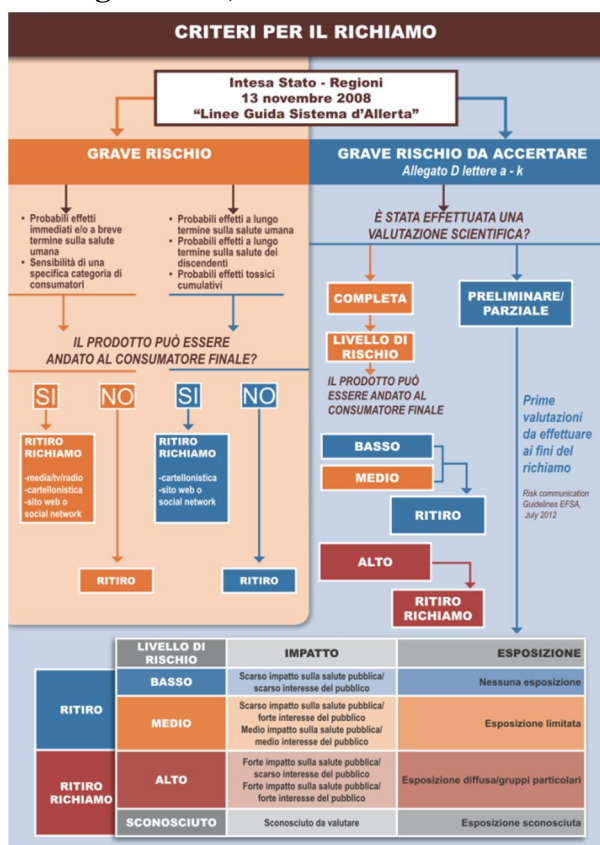 CRITERI PER IL RICHIAMO
Intesa Stato - Regioni
13 novembre 2008
“Linee Guida Sistema d’Allerta”
GRAVE RISCHIO
• Probabili effetti
immediati e/o a breve
termine sulla salute
umana
• Sensibilità di una
specifica categoria di
consumatori
• Probabili effetti a lungo
termine sulla salute umana
• Probabili effetti a lungo
termine sulla salute dei
discendenti
• Probabili effetti tossici
cumulativi
IL PRODOTTO PUÒ ESSERE
ANDATO AL CONSUMATORE FINALE?
SI
NO
SI
NO
RITIRO
RICHIAMO
-media/tv/radio
-cartellonistica
-sito web o
social network
RITIRO
RICHIAMO
-cartellonistica
-sito web o
social network
RITIRO
RITIRO
GRAVE RISCHIO DA ACCERTARE
Allegato D lettere a - k
È STATA EFFETTUATA UNA
VALUTAZIONE SCIENTIFICA?
COMPLETA
PRELIMINARE/
PARZIALE
LIVELLO DI
RISCHIO
IL PRODOTTO PUÒ
ESSERE ANDATO AL
CONSUMATORE FINALE
BASSO
MEDIO
RITIRO
ALTO
RITIRO
RICHIAMO
Prime
valutazioni
da effettuare
ai fini del
richiamo
Risk communication
Guidelines EFSA,
July 2012
LIVELLO DI
RISCHIO
IMPATTO
ESPOSIZIONE
RITIRO
BASSO
Scarso impatto sulla salute pubblica/
scarso interesse del pubblico
Nessuna esposizione
MEDIO
Scarso impatto sulla salute pubblica/
forte interesse del pubblico
Medio impatto sulla salute pubblica/
medio interesse del pubblico
Esposizione limitata
RITIRO
RICHIAMO
ALTO
Forte impatto sulla salute pubblica/
scarso interesse del pubblico
Forte impatto sulla salute pubblica/
forte interesse del pubblico
Esposizione diffusa/gruppi particolari
SCONOSCIUTO
Sconosciuto da valutare
Esposizione sconosciuta